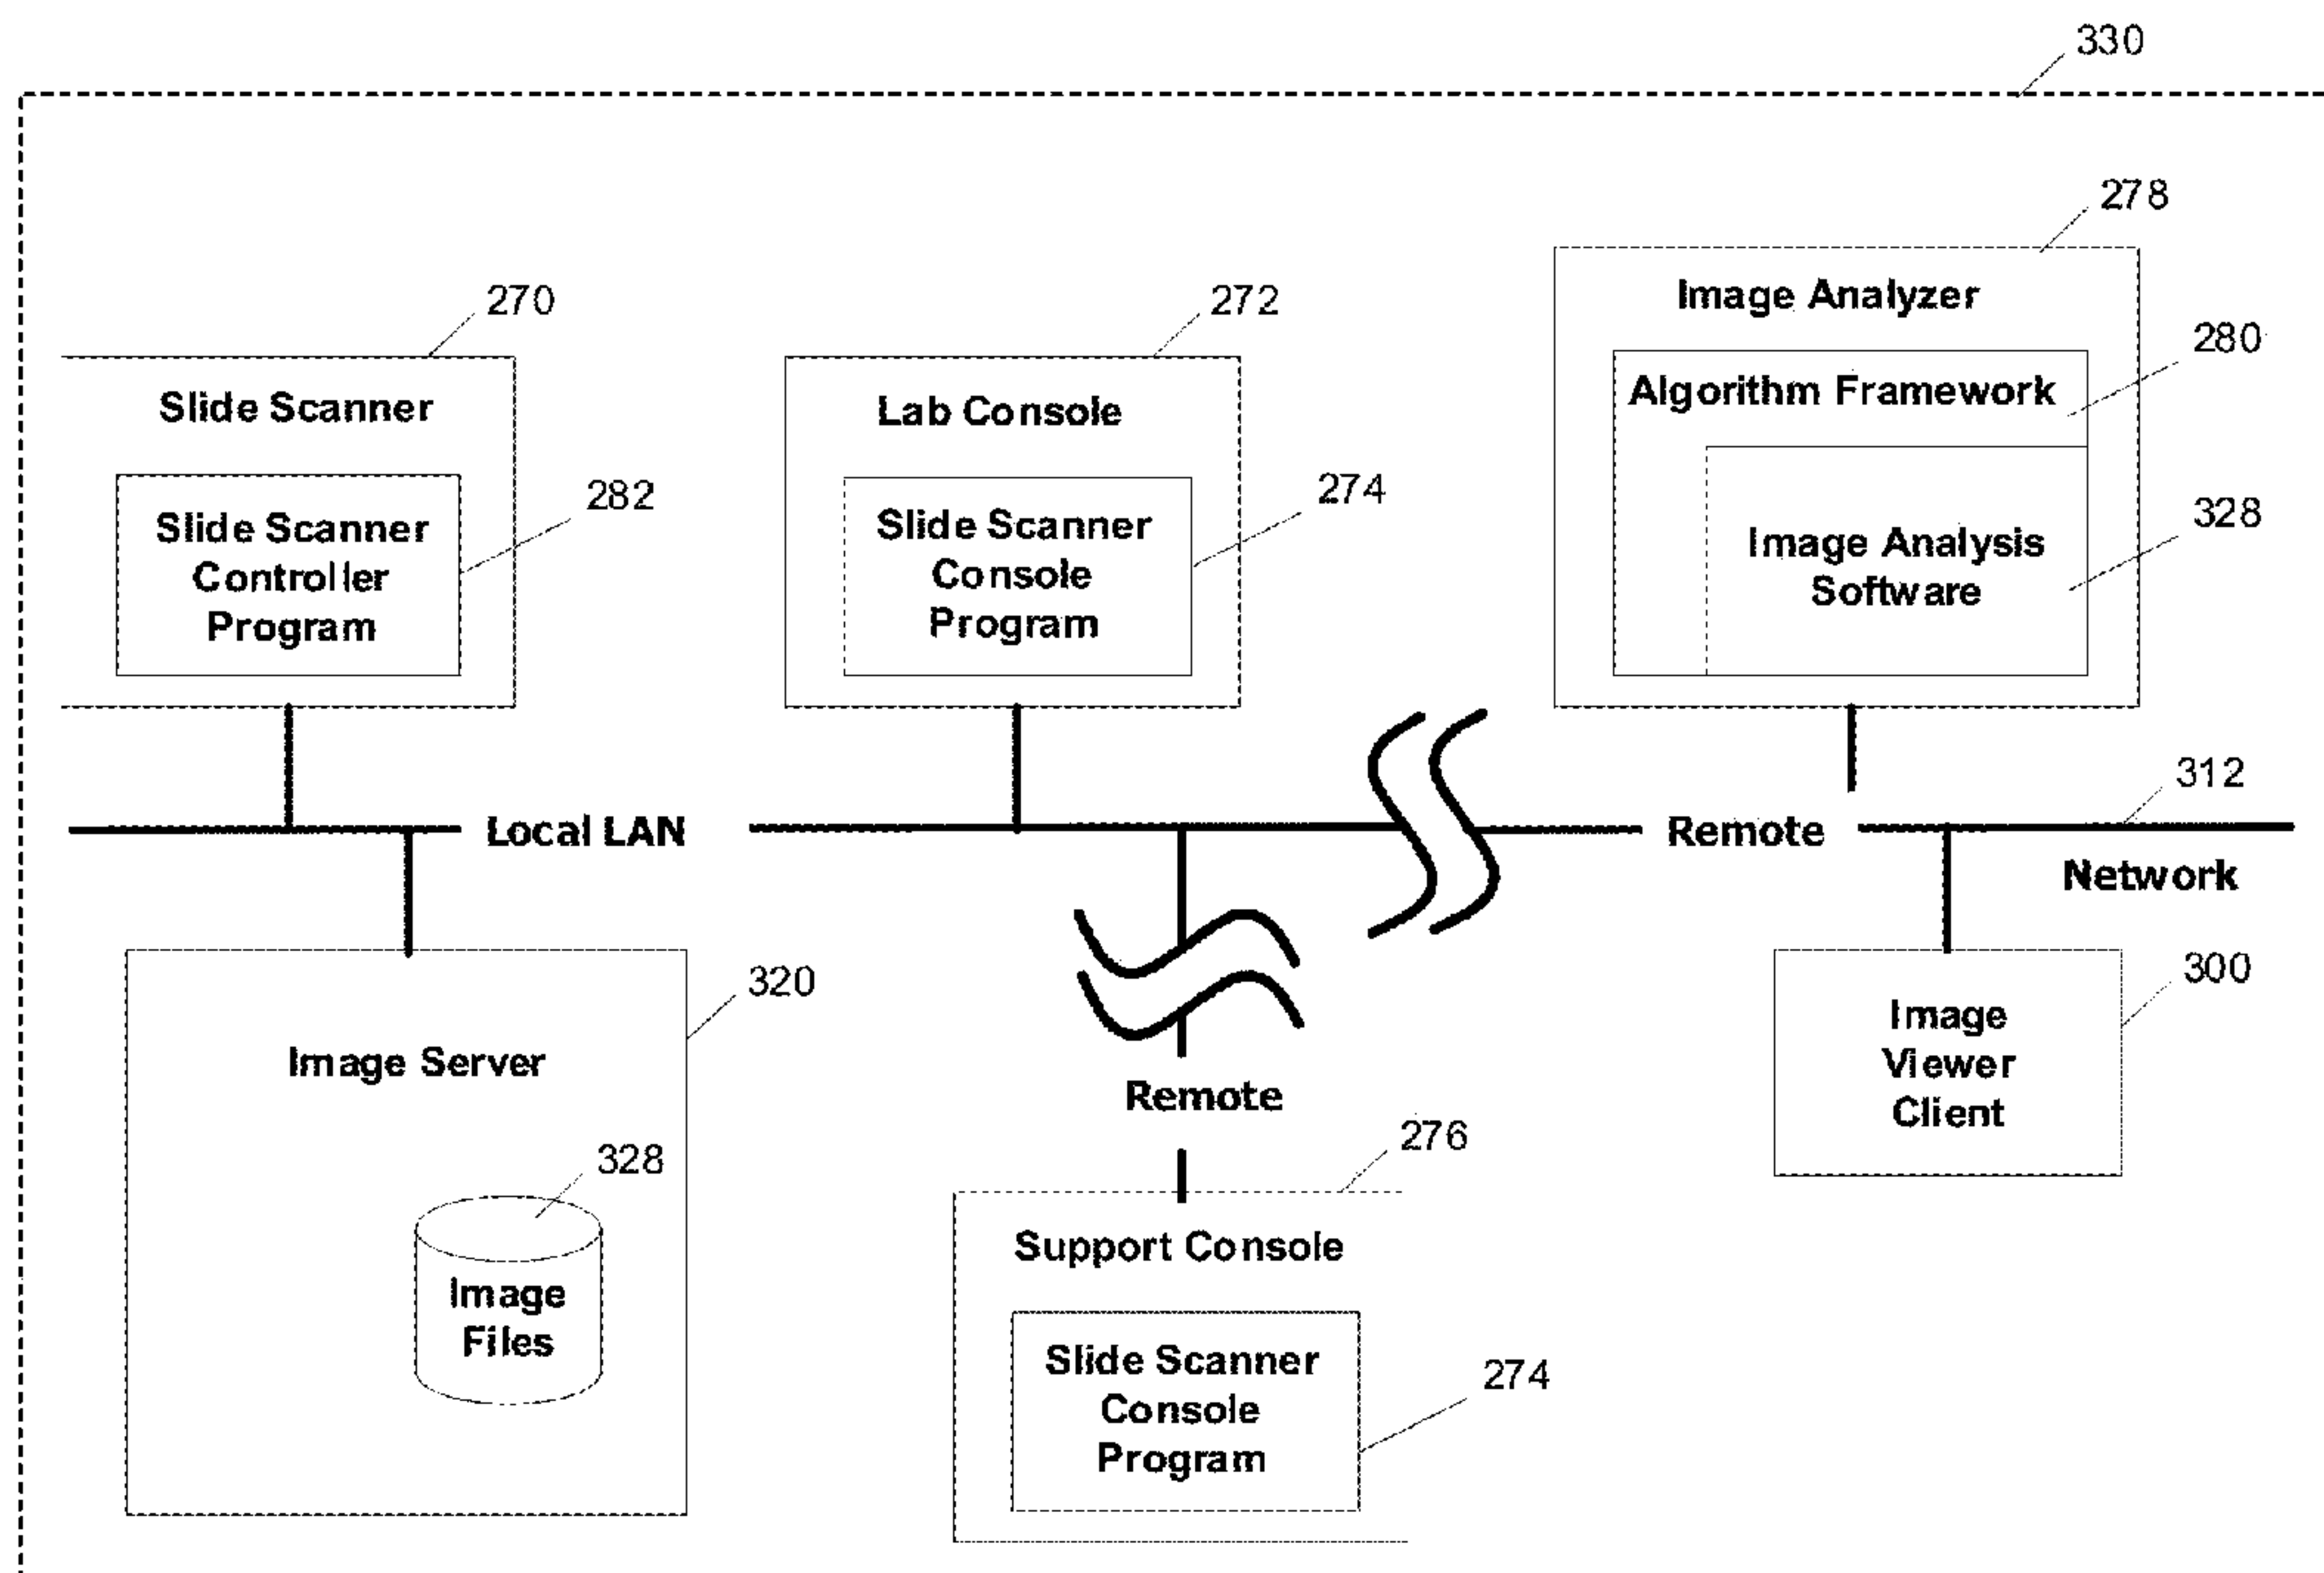 330
278
Image Analyzer
280
Algorithm Framework
328
Image Analysis
Software
270
Slide Scanner
282
Slide Scanner
Controller
Program
272
Lab Console
274
Slide Scanner
Console
Program
Local LAN
Remote
312
Network
320
Image Server
328
Image
Files
Remote
276
Support Console
274
Slide Scanner
Console
Program
300
Image
Viewer
Client